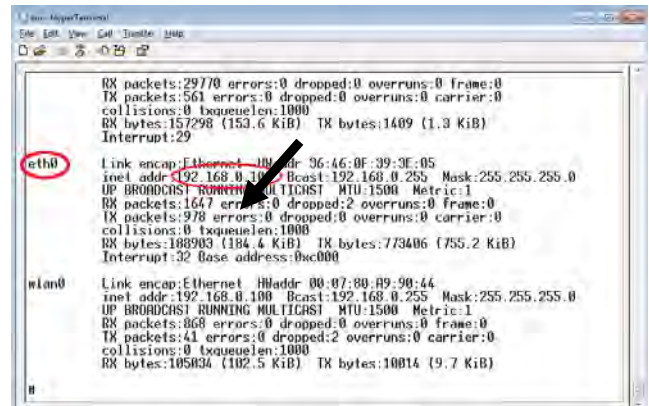 File Edit View Call Transfer Help
RX packets:29770 errors:0 dropped:0 overruns:0 frame:0
TX packets:561 errors:0 dropped:0 overruns:0 carrier:0
collisions:0 txqueuelen:1000
RX bytes:157298 (153.6 KiB) TX bytes:1409 (1.3 KiB)
Interrupt:29
eth0 Link encap:Ethernet HWaddr 36:46:0F:39:3E:05
inet addr:192.168.0.10 Bcast:192.168.0.255 Mask:255.255.255.0
UP BROADCAST RUNNING MULTICAST MTU:1500 Metric:1
RX packets:1647 errors:0 dropped:2 overruns:0 frame:0
TX packets:978 errors:0 dropped:0 overruns:0 carrier:0
collisions:0 txqueuelen:1000
RX bytes:188903 (184.4 KiB) TX bytes:773406 (755.2 KiB)
Interrupt:32 Base address:0xc000
wlan0 Link encap:Ethernet HWaddr 00:07:80:A9:90:44
inet addr:192.168.0.100 Bcast:192.168.0.255 Mask:255.255.255.0
UP BROADCAST RUNNING MULTICAST MTU:1500 Metric:1
RX packets:868 errors:0 dropped:0 overruns:0 frame:0
TX packets:41 errors:0 dropped:2 overruns:0 carrier:0
collisions:0 txqueuelen:1000
RX bytes:105034 (102.5 KiB) TX bytes:10014 (9.7 KiB)
#